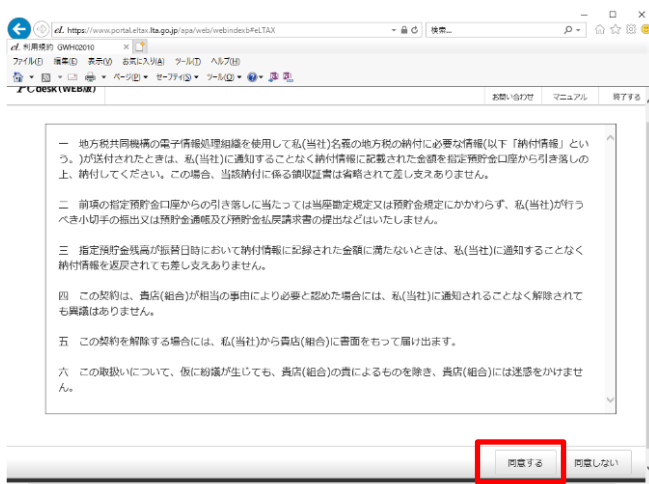 https://www.portal.eltax.lta.go.jp/apa/web/webindexb#eLTAX
検索...
利用規約 GWH02010
ファイル(F) 編集(E) 表示(V) お気に入り(A) ツール(T) ヘルプ(H)
ページ(P) セーフティ(S) ツール(O)
PCdesk(WEB版)
お問い合わせ マニュアル 終了する
一 地方税共同機構の電子情報処理組織を使用して私(当社)名義の地方税の納付に必要な情報(以下「納付情報」とい
う。)が送付されたときは、私(当社)に通知することなく納付情報に記載された金額を指定預貯金口座から引き落しの
上、納付してください。この場合、当該納付に係る領収証書は省略されて差し支えありません。
二 前項の指定預貯金口座からの引き落しに当たっては当座勘定規定又は預貯金規定にかかわらず、私(当社)が行う
べき小切手の振出又は預貯金通帳及び預貯金払戻請求書の提出などはいたしません。
三 指定預貯金残高が振替日時において納付情報に記録された金額に満たないときは、私(当社)に通知することなく
納付情報を返戻されても差し支えありません。
四 この契約は、貴店(組合)が相当の事由により必要と認めた場合には、私(当社)に通知されることなく解除されて
も異議はありません。
五 この契約を解除する場合には、私(当社)から貴店(組合)に書面をもって届け出ます。
六 この取扱いについて、仮に紛議が生じても、貴店(組合)の責によるものを除き、貴店(組合)には迷惑をかけませ
ん。
同意する 同意しない